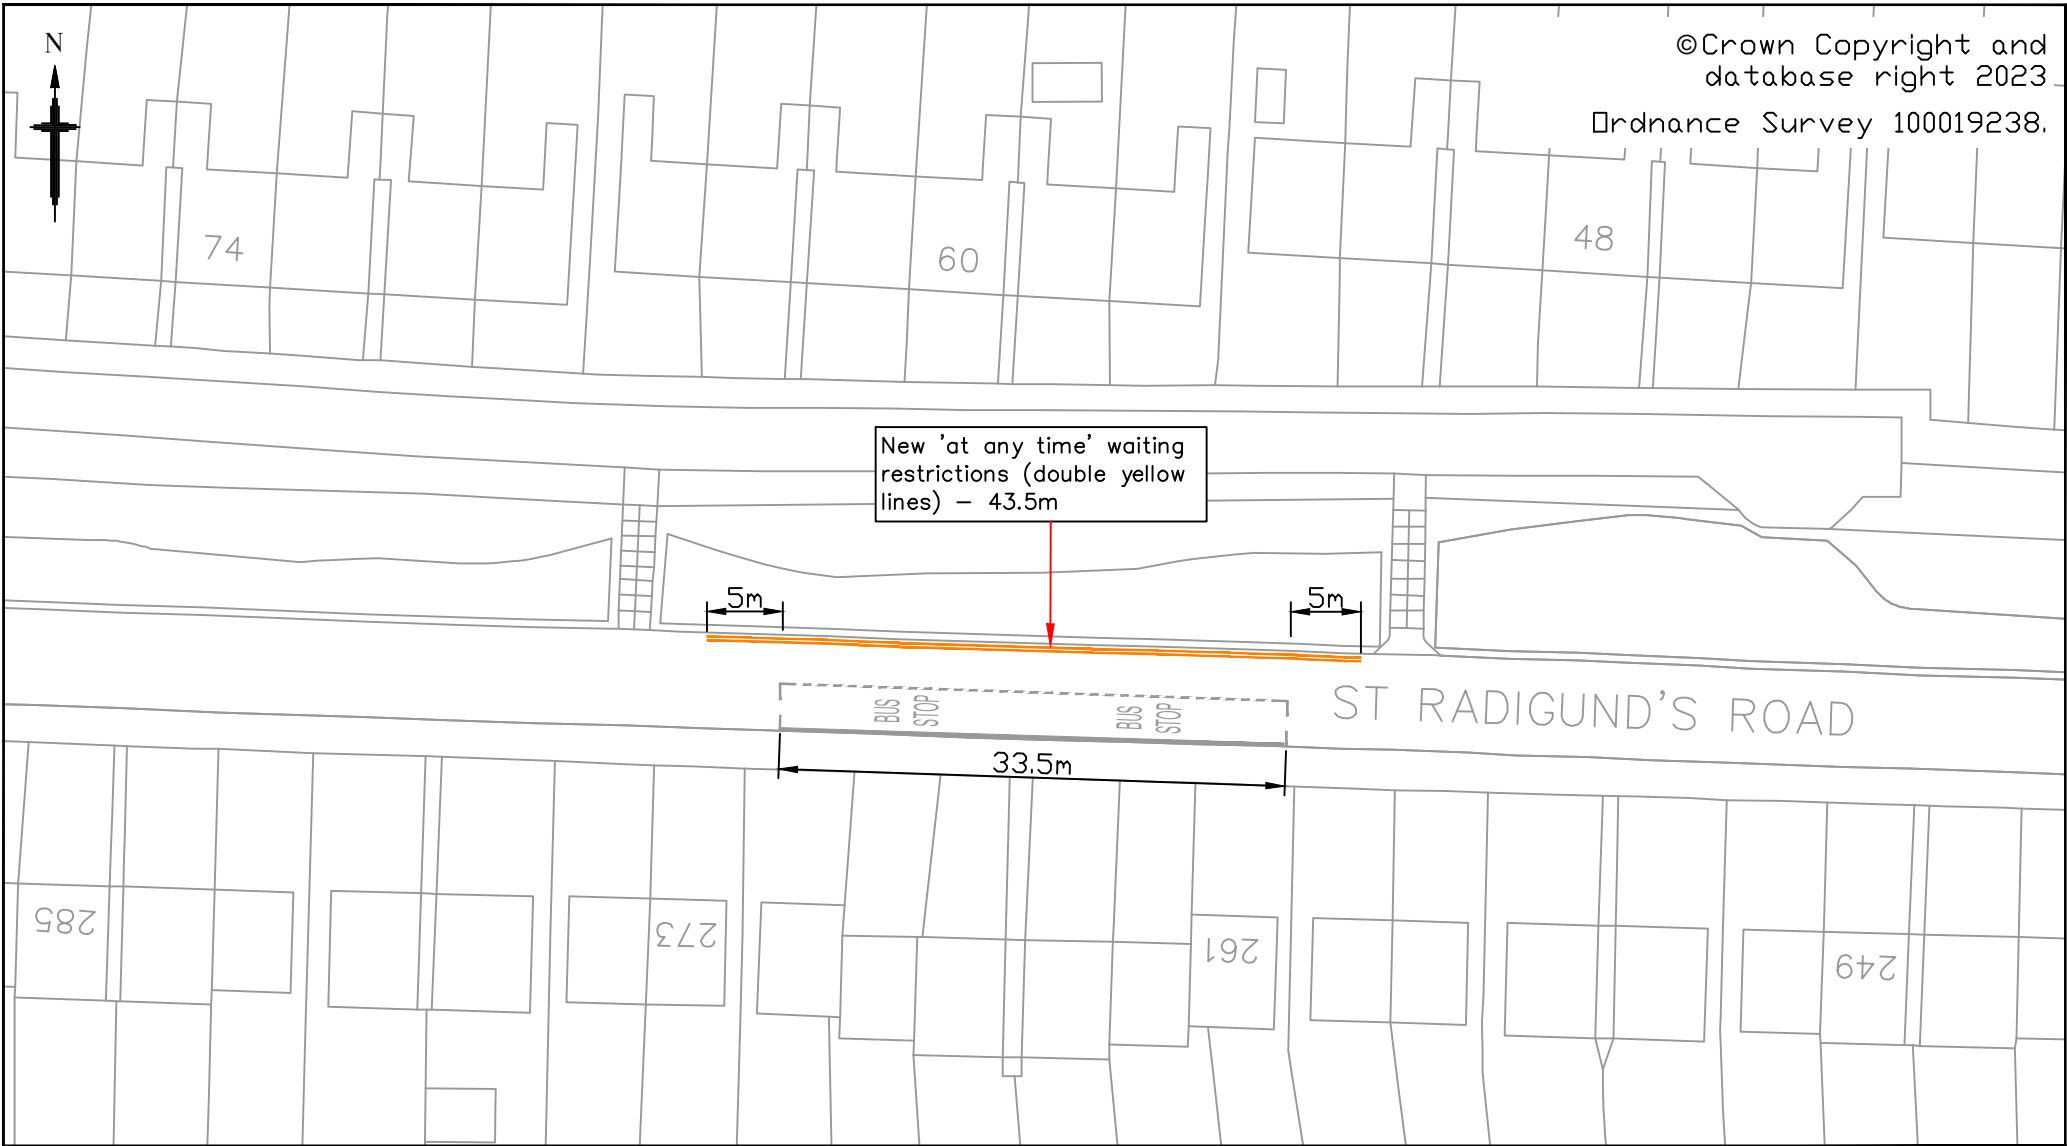 N
©Crown Copyright and
database right 2023
Ordnance Survey 100019238.
74
60
48
New 'at any time' waiting
restrictions (double yellow
lines) – 43.5m
5m
5m
BUS
STOP
BUS
STOP
ST RADIGUND'S ROAD
33.5m
285
273
261
249